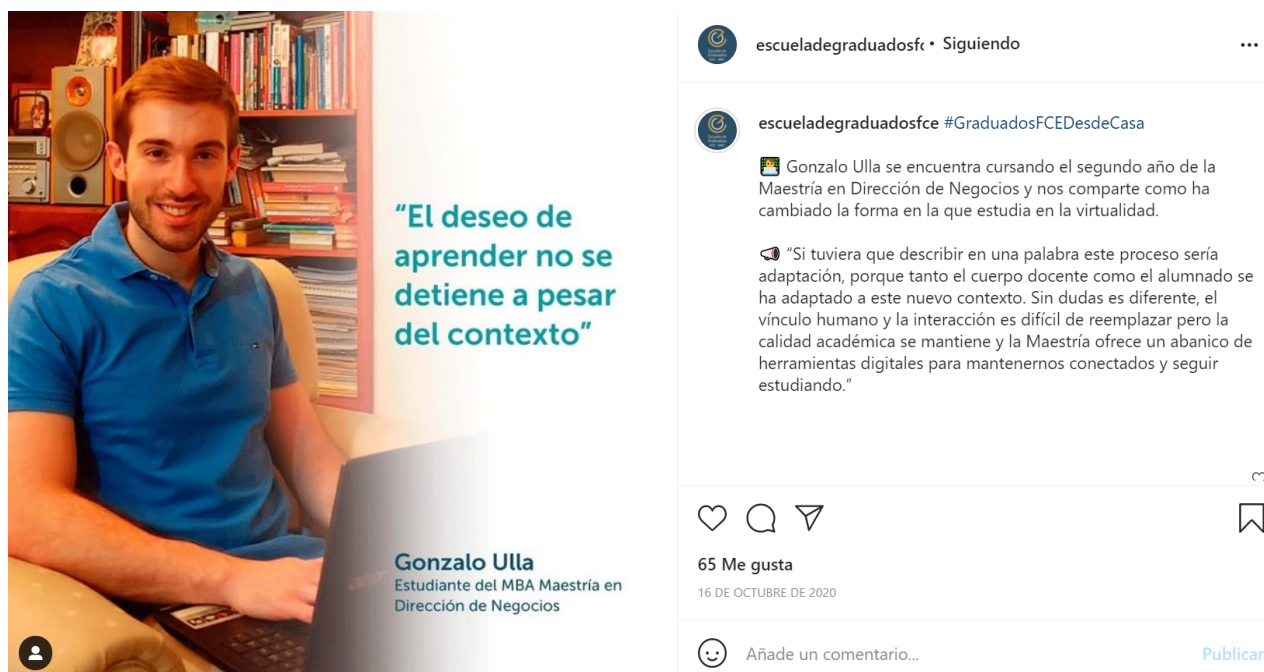 “El deseo de
aprender no se
detiene a pesar
del contexto”
Gonzalo Ulla
Estudiante del MBA Maestría en
Dirección de Negocios
escueladegraduadosfc • Siguiendo
escueladegraduadosfce #GraduadosFCEDesdeCasa
Gonzalo Ulla se encuentra cursando el segundo año de la
Maestría en Dirección de Negocios y nos comparte como ha
cambiado la forma en la que estudia en la virtualidad.
“Si tuviera que describir en una palabra este proceso sería
adaptación, porque tanto el cuerpo docente como el alumnado se
ha adaptado a este nuevo contexto. Sin dudas es diferente, el
vínculo humano y la interacción es difícil de reemplazar pero la
calidad académica se mantiene y la Maestría ofrece un abanico de
herramientas digitales para mantenernos conectados y seguir
estudiando.”
65 Me gusta
16 DE OCTUBRE DE 2020
Añade un comentario...
Publicar